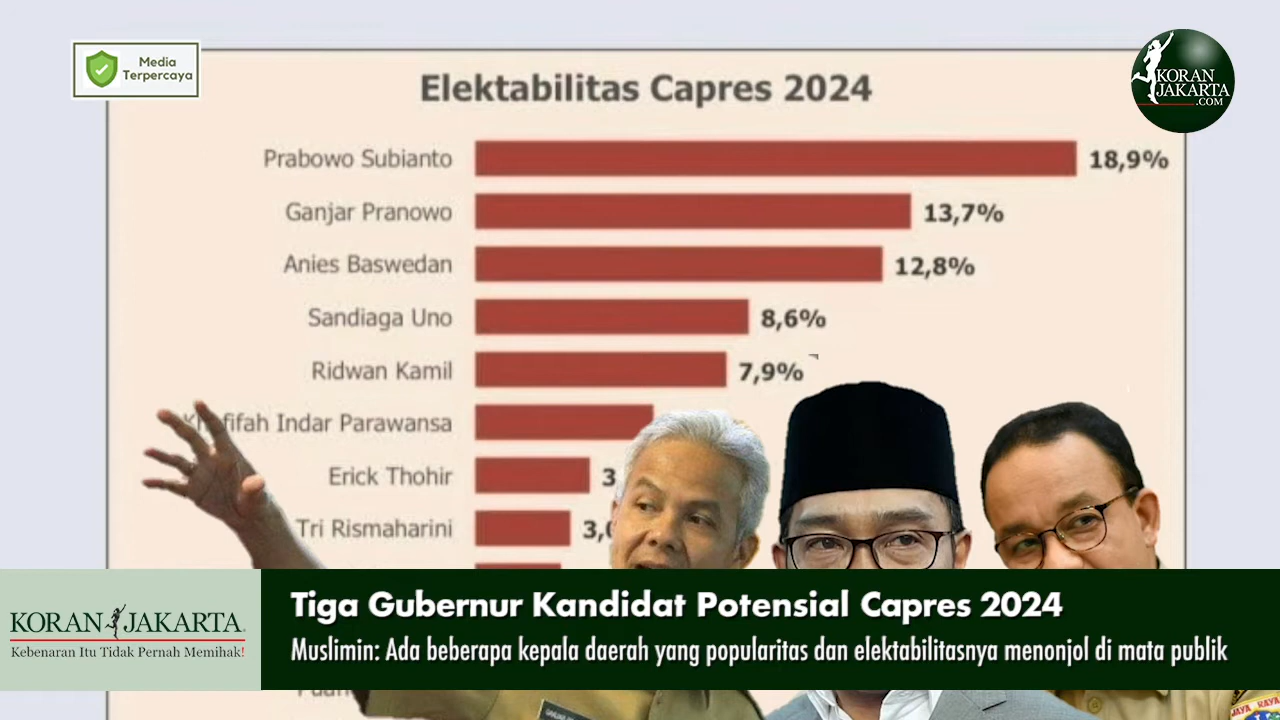 Media
Terpercaya
KORAN
JAKARTA
.COM
Elektabilitas Capres 2024
Prabowo Subianto 18,9%
Ganjar Pranowo 13,7%
Anies Baswedan 12,8%
Sandiaga Uno 8,6%
Ridwan Kamil 7,9%
Khofifah Indar Parawansa
Erick Thohir
Tri Rismaharini
KORAN JAKARTA
Kebenaran Itu Tidak Pernah Memihak!
Tiga Gubernur Kandidat Potensial Capres 2024
Muslimin: Ada beberapa kepala daerah yang popularitas dan elektabilitasnya menonjol di mata publik
JAYA RAYA